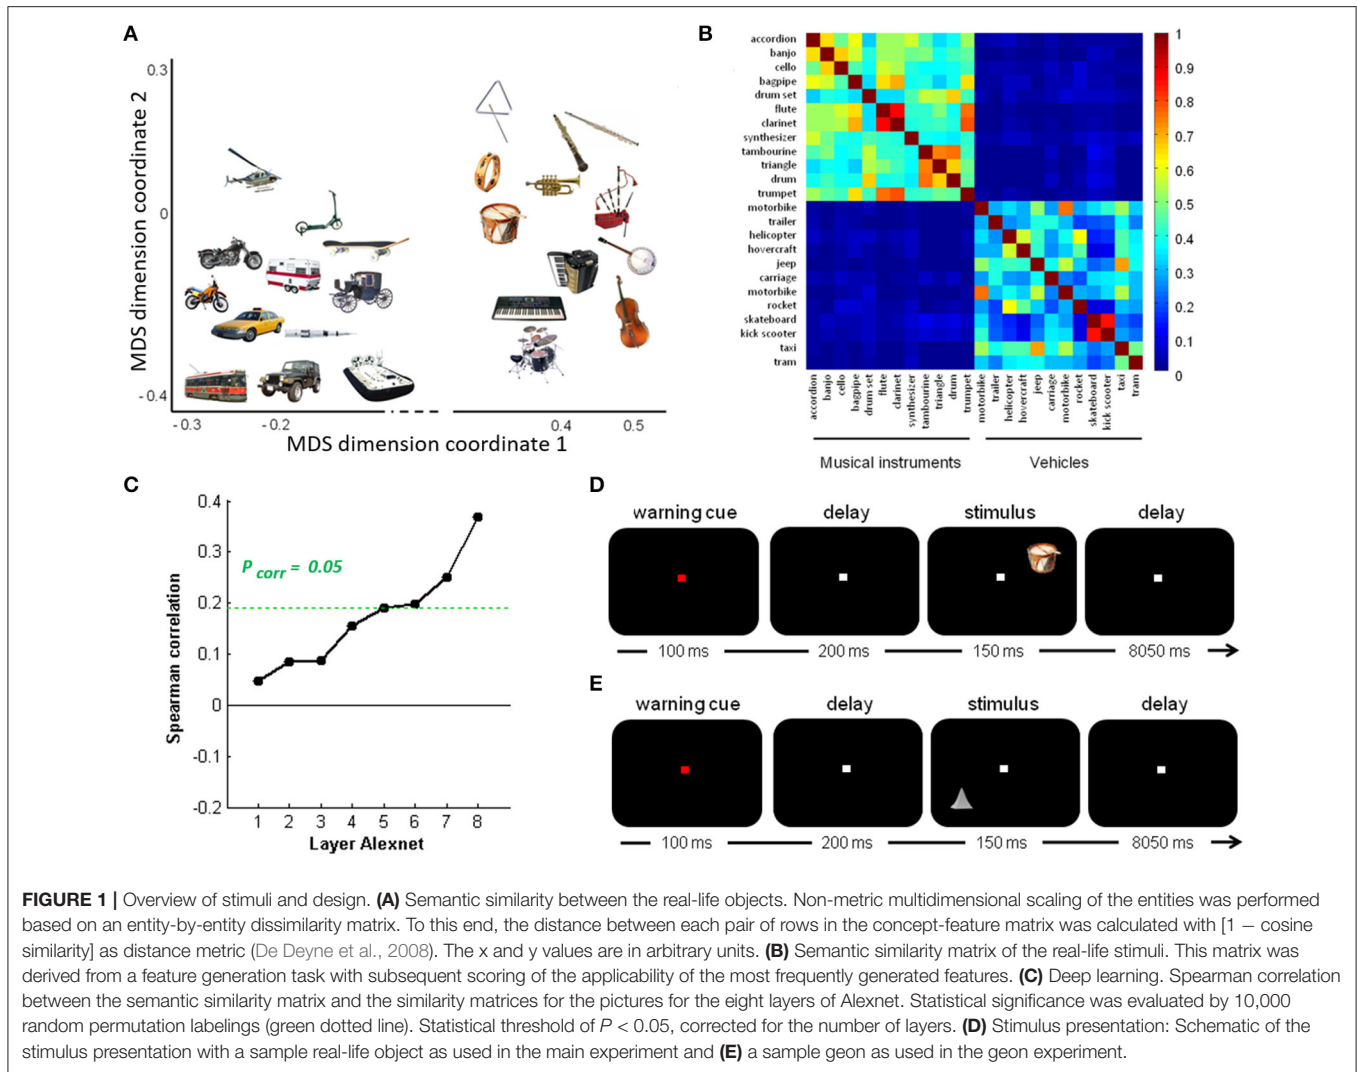 A
0.3
0
-0.4
MDS dimension coordinate 2
-0.3
-0.2
0.4
0.5
MDS dimension coordinate 1
B
accordion
banjo
cello
bagpipe
drum set
flute
clarinet
synthesizer
tambourine
triangle
drum
trumpet
motorbike
trailer
helicopter
hovercraft
jeep
carriage
motorbike
rocket
skateboard
kick scooter
taxi
tram
1
0.9
0.8
0.7
0.6
0.5
0.4
0.3
0.2
0.1
0
accordion
banjo
cello
bagpipe
drum set
flute
clarinet
synthesizer
tambourine
triangle
drum
trumpet
motorbike
trailer
helicopter
hovercraft
jeep
carriage
motorbike
rocket
skateboard
kick scooter
taxi
tram
Musical instruments
Vehicles
C
0.4
0.3
0.2
0.1
0
-0.1
-0.2
Spearman correlation
P corr = 0.05
1 2 3 4 5 6 7 8
Layer Alexnet
D
warning cue delay stimulus delay
100 ms 200 ms 150 ms 8050 ms
E
warning cue delay stimulus delay
100 ms 200 ms 150 ms 8050 ms
FIGURE 1 | Overview of stimuli and design. (A) Semantic similarity between the real-life objects. Non-metric multidimensional scaling of the entities was performed
based on an entity-by-entity dissimilarity matrix. To this end, the distance between each pair of rows in the concept-feature matrix was calculated with [1 − cosine
similarity] as distance metric (De Deyne et al., 2008). The x and y values are in arbitrary units. (B) Semantic similarity matrix of the real-life stimuli. This matrix was
derived from a feature generation task with subsequent scoring of the applicability of the most frequently generated features. (C) Deep learning. Spearman correlation
between the semantic similarity matrix and the similarity matrices for the pictures for the eight layers of Alexnet. Statistical significance was evaluated by 10,000
random permutation labelings (green dotted line). Statistical threshold of P < 0.05, corrected for the number of layers. (D) Stimulus presentation: Schematic of the
stimulus presentation with a sample real-life object as used in the main experiment and (E) a sample geon as used in the geon experiment.